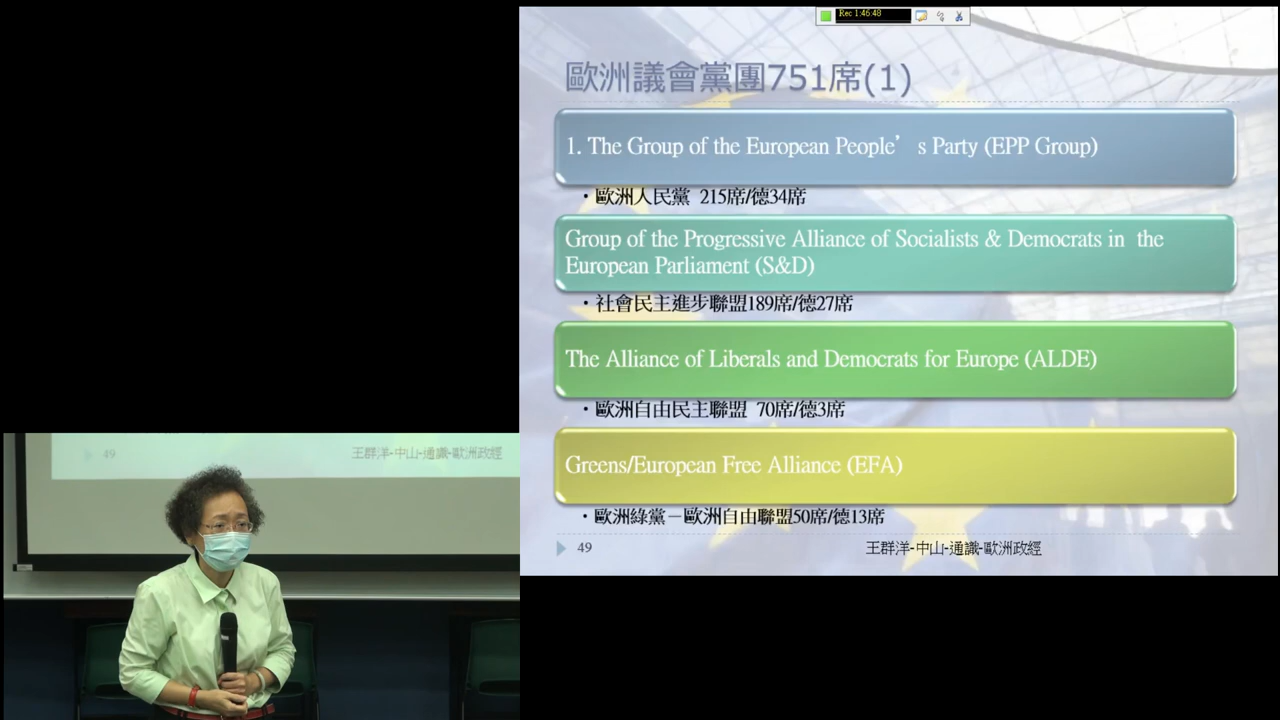 Rec 1:46:48
歐洲議會黨團751席(1)
1. The Group of the European People’s Party (EPP Group)
・歐洲人民黨 215席/德34席
Group of the Progressive Alliance of Socialists & Democrats in the
European Parliament (S&D)
・社會民主進步聯盟189席/德27席
The Alliance of Liberals and Democrats for Europe (ALDE)
・歐洲自由民主聯盟 70席/德3席
Greens/European Free Alliance (EFA)
・歐洲綠黨－歐洲自由聯盟50席/德13席
49
王群洋-中山-通識-歐洲政經
49
王群洋-中山-通識-歐洲政經